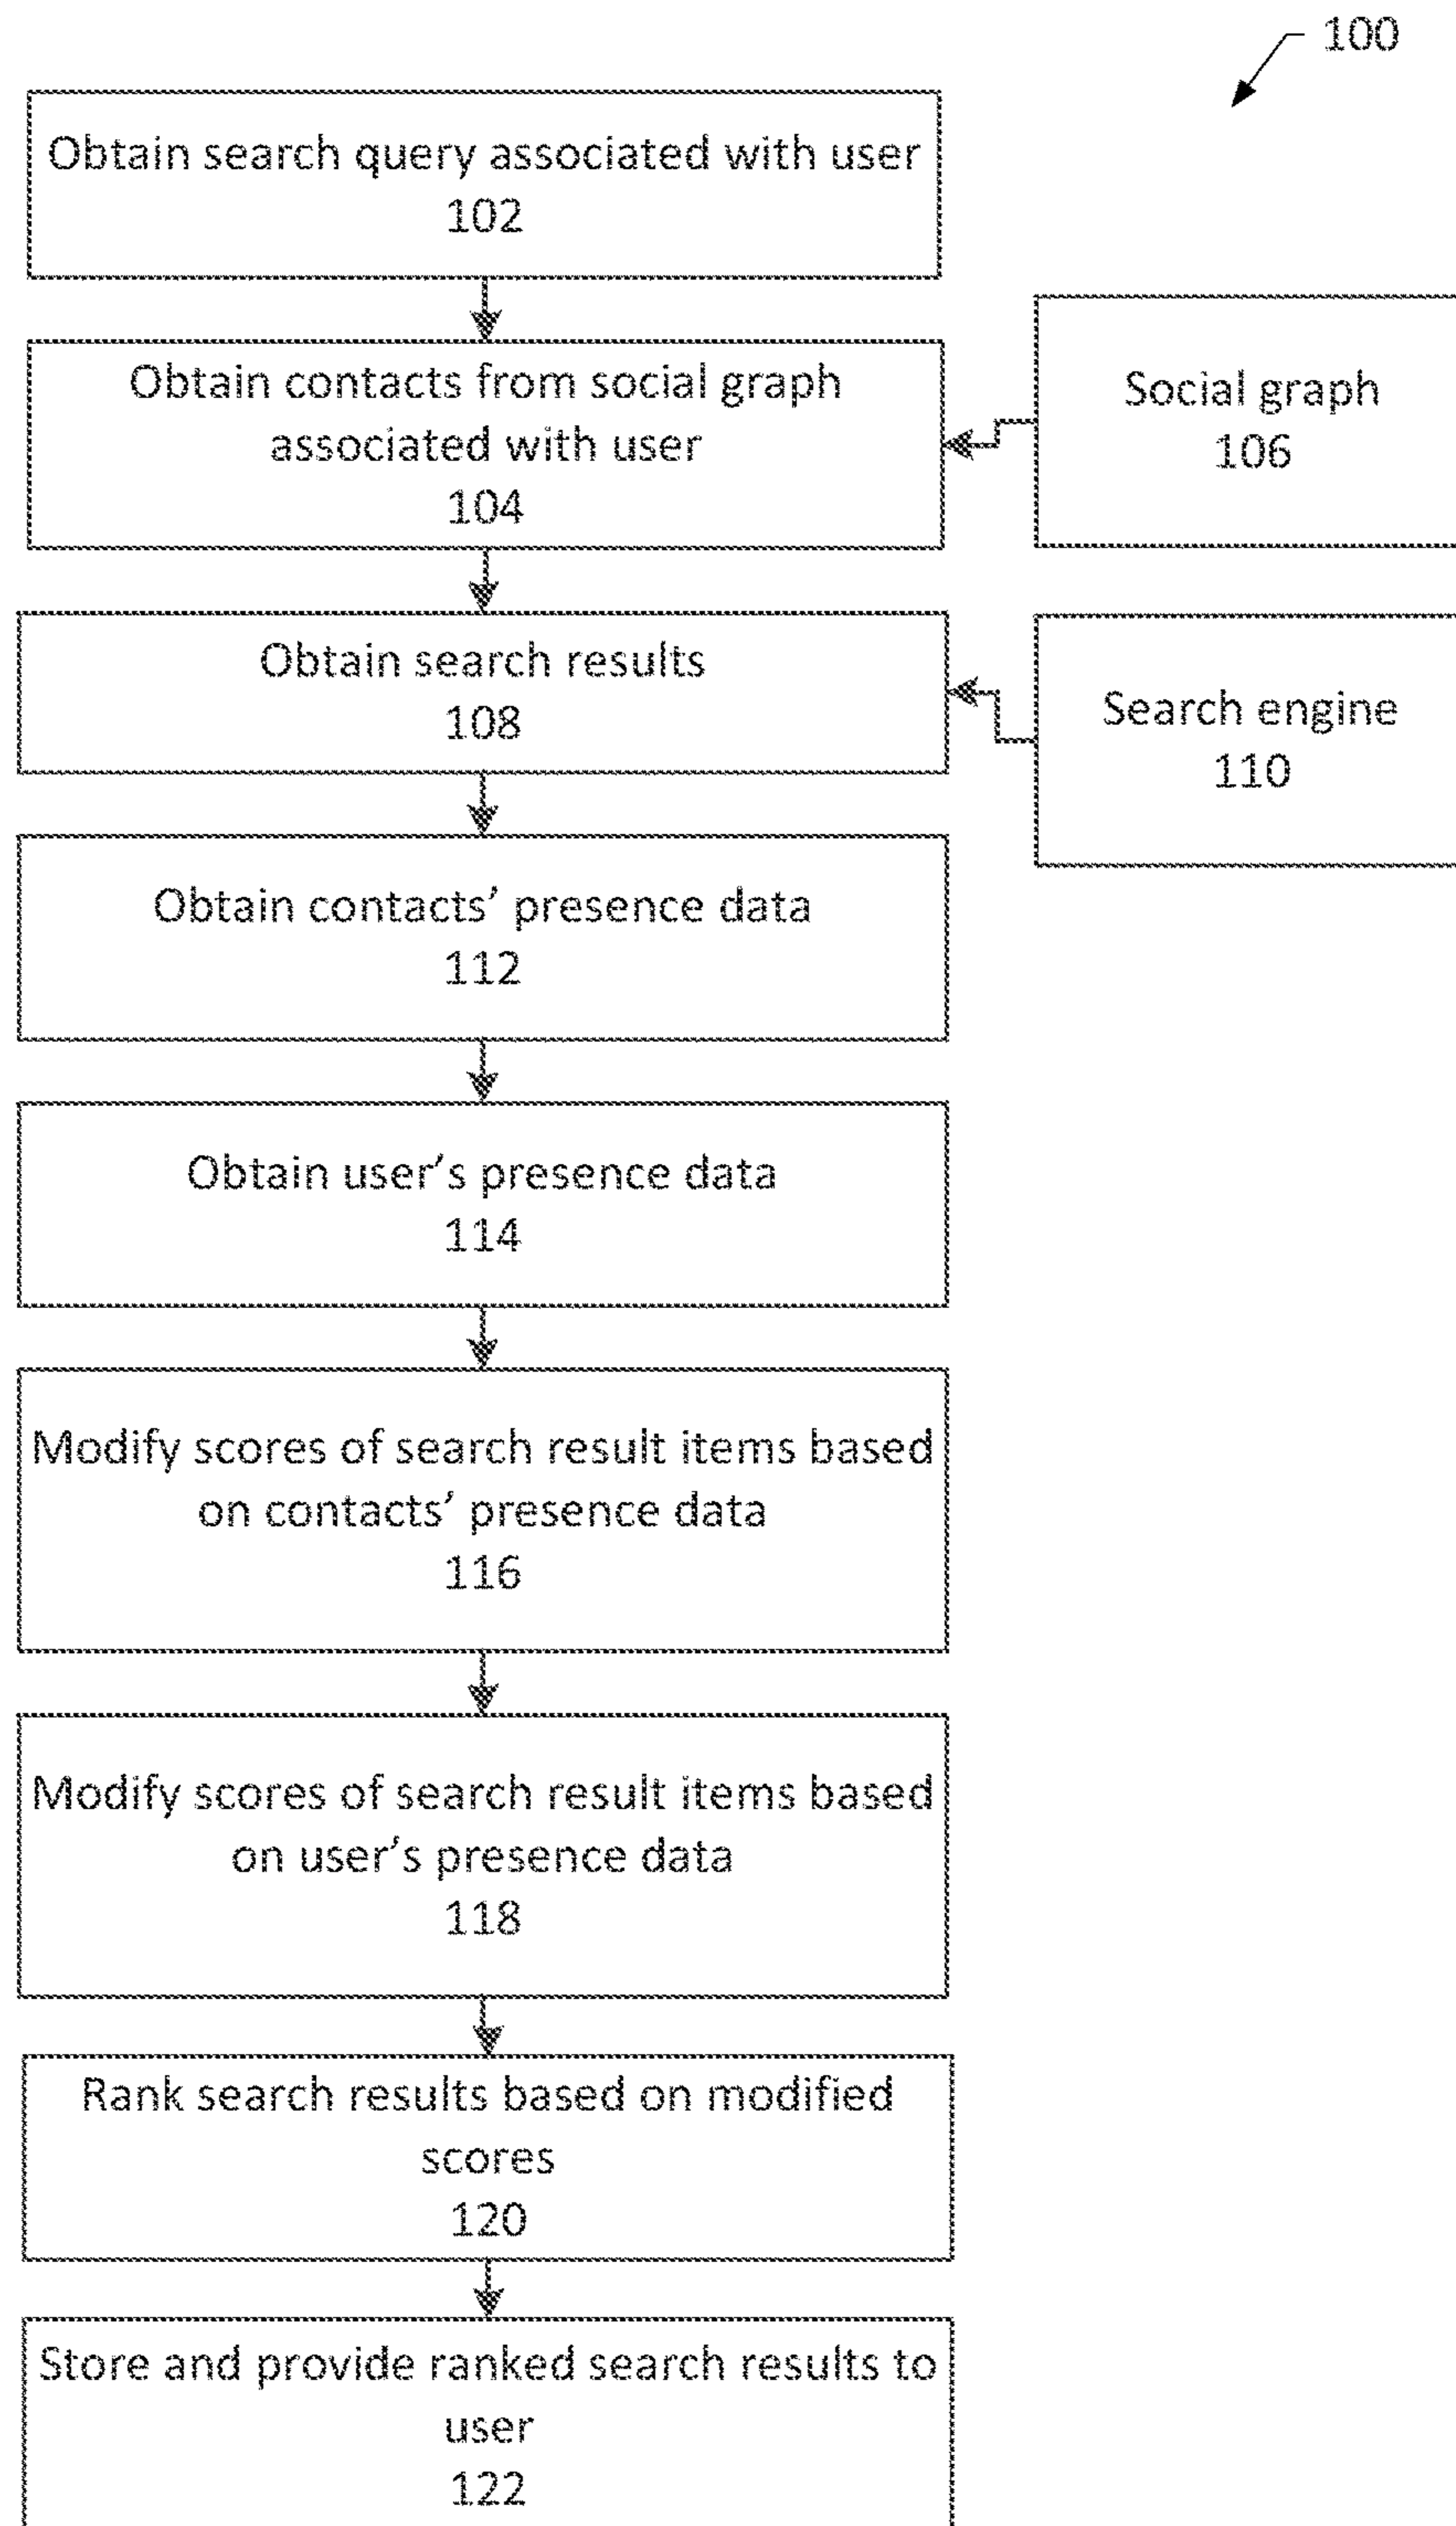 100
Obtain search query associated with user
102
Obtain contacts from social graph
associated with user
104
Social graph
106
Obtain search results
108
Search engine
110
Obtain contacts’ presence data
112
Obtain user’s presence data
114
Modify scores of search result items based
on contacts’ presence data
116
Modify scores of search result items based
on user’s presence data
118
Rank search results based on modified
scores
120
Store and provide ranked search results to
user
122